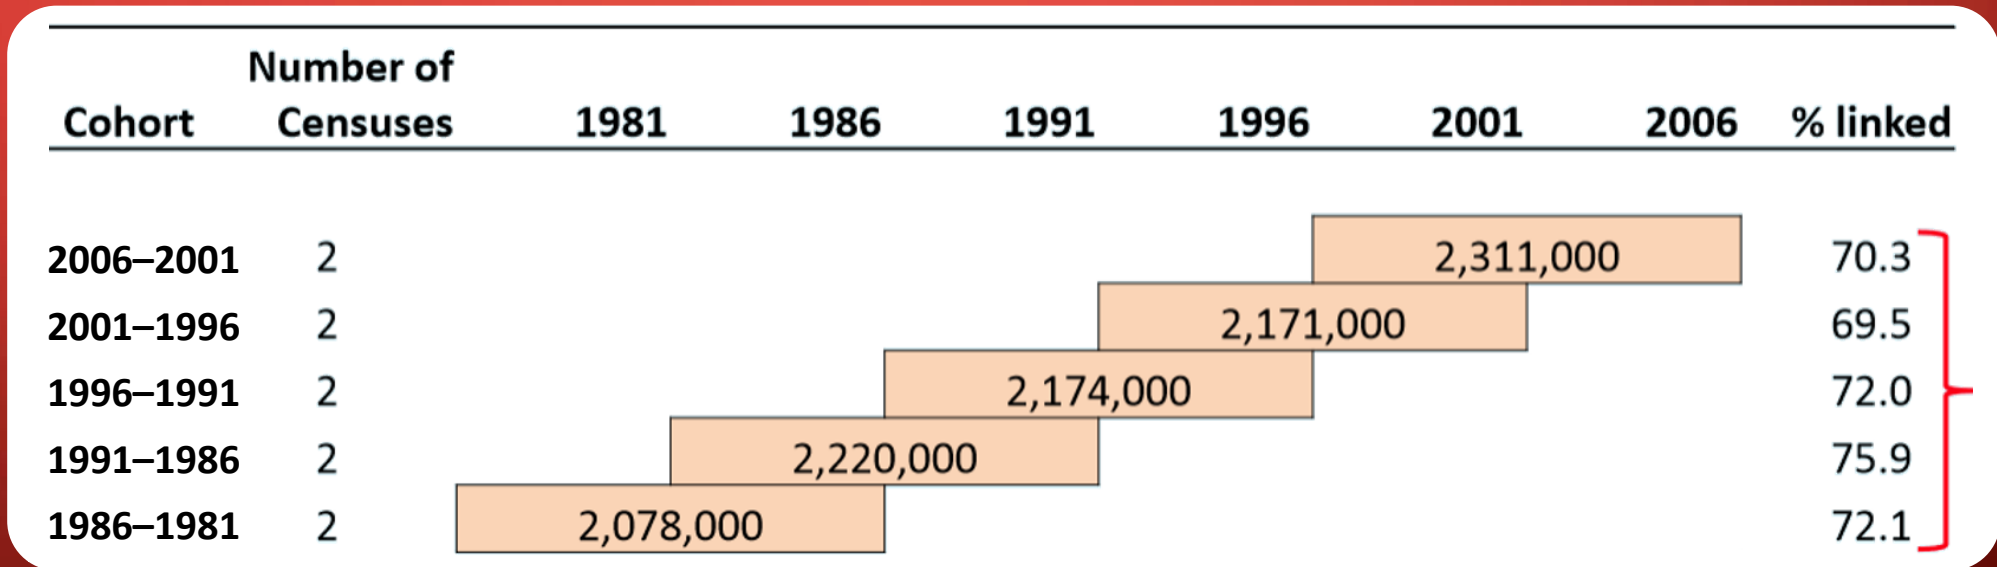 Number of
Cohort Censuses 1981 1986 1991 1996 2001 2006 % linked
2006–2001 2 2,311,000 70.3
2001–1996 2 2,171,000 69.5
1996–1991 2 2,174,000 72.0
1991–1986 2 2,220,000 75.9
1986–1981 2 2,078,000 72.1